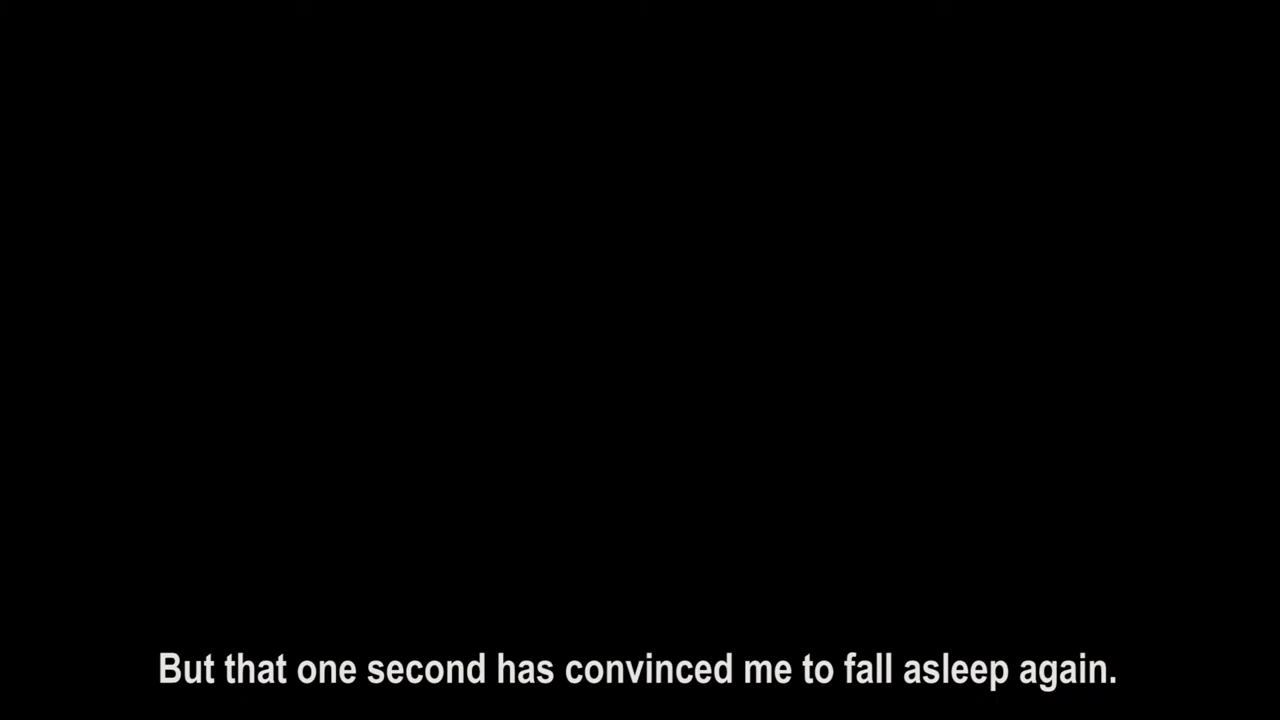 But that one second has convinced me to fall asleep again.